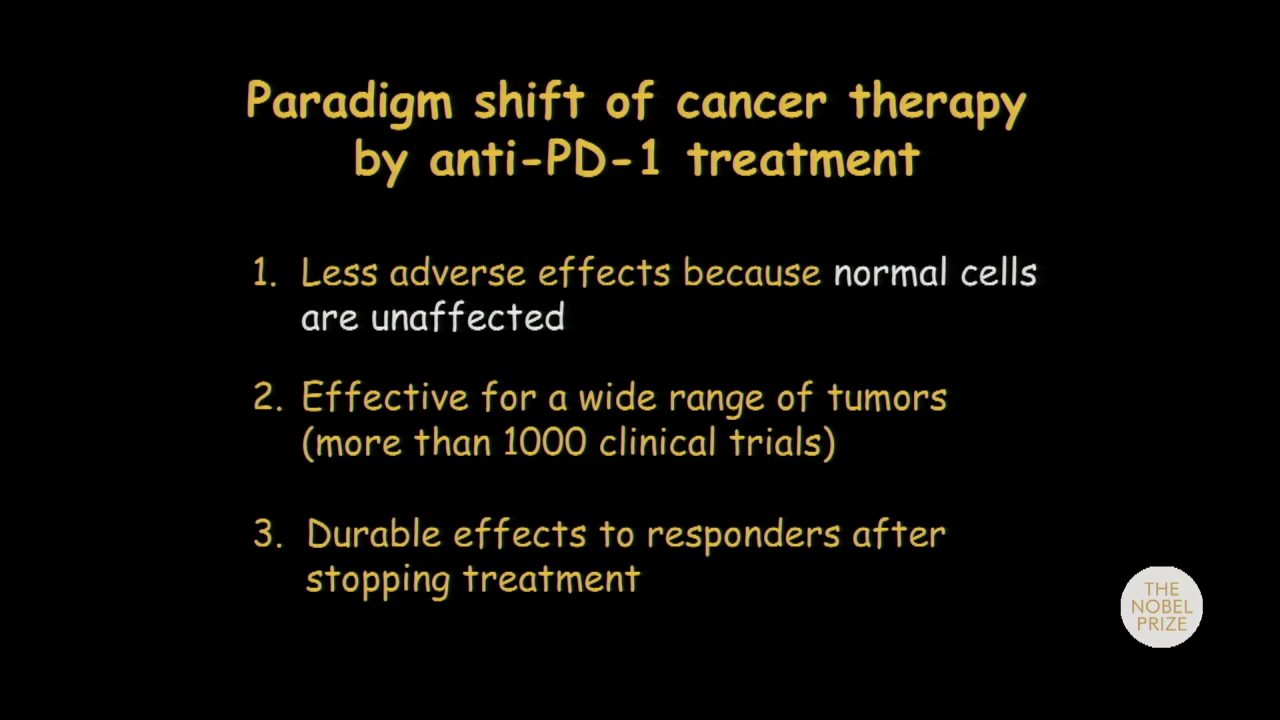 Paradigm shift of cancer therapy
by anti-PD-1 treatment
1. Less adverse effects because normal cells
are unaffected
2. Effective for a wide range of tumors
(more than 1000 clinical trials)
3. Durable effects to responders after
stopping treatment
THE
NOBEL
PRIZE